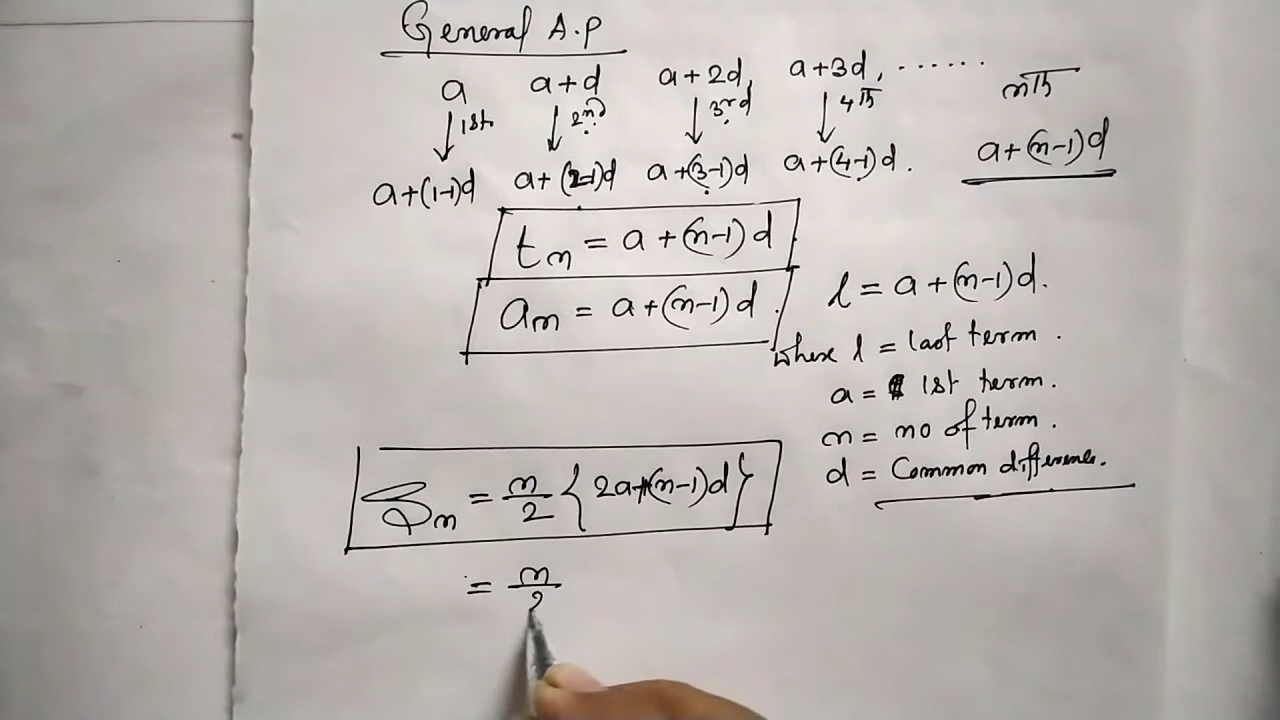 General A.P
a a+d a+2d, a+3d, ......
1st 2nd 3rd 4th nth
a+(1-1)d a+(2-1)d a+(3-1)d a+(4-1)d. a+(n-1)d
tn = a+(n-1)d
an = a+(n-1)d.
l = a+(n-1)d.
where l = last term.
a = 1st term.
n = no of term.
d = Common difference.
Sn = n/2 {2a+(n-1)d}
= n/2